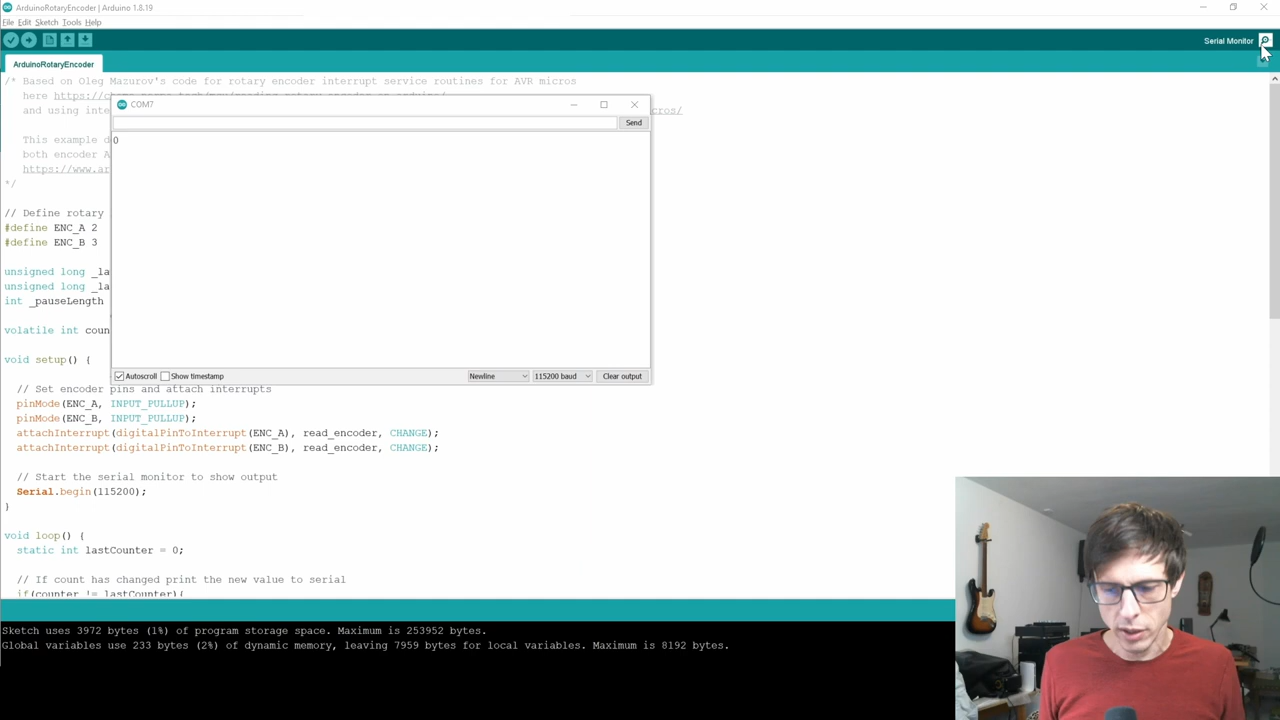 ArduinoRotaryEncoder | Arduino 1.8.19
File Edit Sketch Tools Help
Serial Monitor
ArduinoRotaryEncoder
/* Based on Oleg Mazurov's code for rotary encoder interrupt service routines for AVR micros
here
and using inte
This example d
both encoder A
https://www.ar
*/
COM7
Send
0
Autoscroll Show timestamp Newline 115200 baud Clear output
// Define rotary
#define ENC_A 2
#define ENC_B 3
unsigned long _la
unsigned long _la
int _pauseLength
volatile int coun
void setup() {
// Set encoder pins and attach interrupts
pinMode(ENC_A, INPUT_PULLUP);
pinMode(ENC_B, INPUT_PULLUP);
attachInterrupt(digitalPinToInterrupt(ENC_A), read_encoder, CHANGE);
attachInterrupt(digitalPinToInterrupt(ENC_B), read_encoder, CHANGE);
// Start the serial monitor to show output
Serial.begin(115200);
}
void loop() {
static int lastCounter = 0;
// If count has changed print the new value to serial
if(counter != lastCounter){
Sketch uses 3972 bytes (1%) of program storage space. Maximum is 253952 bytes.
Global variables use 233 bytes (2%) of dynamic memory, leaving 7959 bytes for local variables. Maximum is 8192 bytes.